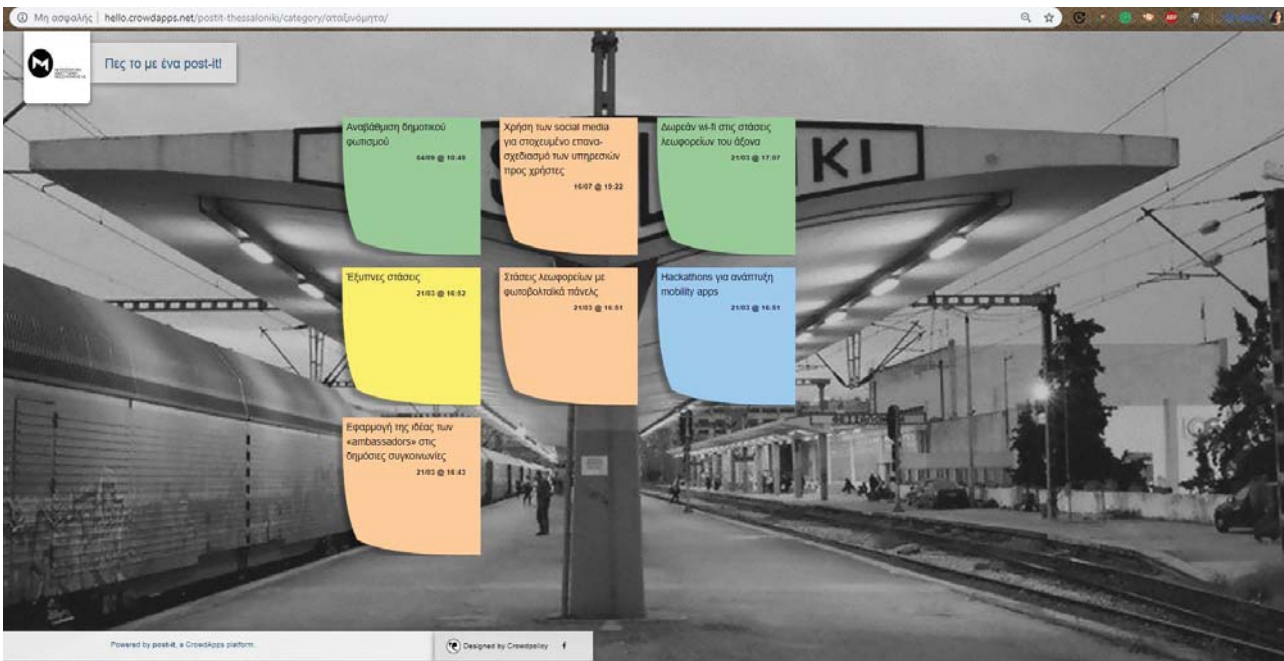 Μη ασφαλής | hello.crowdapps.net/postit-thessaloniki/category/αταξινόμητα/
Πες το με ένα post-it!
Αναβάθμιση δημοτικού
φωτισμού
04/09 @ 10:49
Χρήση των social media
για στοχευμένο επανα-
σχεδιασμό των υπηρεσιών
προς χρήστες
16/07 @ 19:22
Δωρεάν wi-fi στις στάσεις
λεωφορείων του άξονα
21/03 @ 17:07
S
L
KI
Έξυπνες στάσεις
21/03 @ 16:52
Στάσεις λεωφορείων με
φωτοβολταϊκά πάνελς
21/03 @ 16:51
Hackathons για ανάπτυξη
mobility apps
21/03 @ 16:51
Εφαρμογή της ιδέας των
«ambassadors» στις
δημόσιες συγκοινωνίες
21/03 @ 16:43
Powered by post-it, a CrowdApps platform.
Designed by Crowdpolicy f